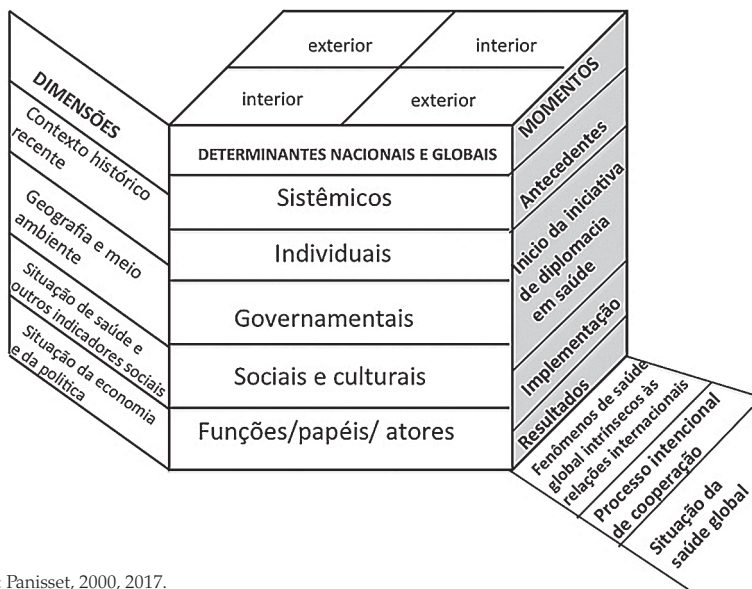 exterior
interior
interior
exterior
DIMENSÕES
Contexto histórico
recente
Geografia e meio
ambiente
Situação de saúde e
outros indicadores sociais
Situação da economia
e da politica
DETERMINANTES NACIONAIS E GLOBAIS
Sistêmicos
Individuais
Governamentais
Sociais e culturais
Funções/papéis/ atores
MOMENTOS
Antecedentes
Inicio da iniciativa
de diplomacia
em saúde
Implementação
Resultados
Fenômenos de saúde
global intrínsecos às
relações internacionais
Processo intencional
de cooperação
Situação da
saúde global
: Panisset, 2000, 2017.